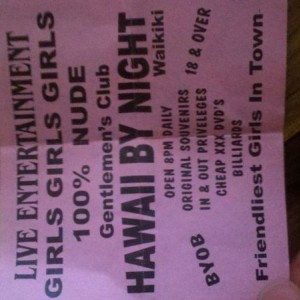 LIVE ENTERTAINMENT
GIRLS GIRLS GIRLS
100% NUDE
Gentlemen's Club
HAWAII BY NIGHT
Waikiki
OPEN 8PM DAILY
18 & OVER
ORIGINAL SOUVENIRS
IN & OUT PRIVELEGES
CHEAP XXX DVD'S
BYOB
BILLIARDS
Friendliest Girls In Town